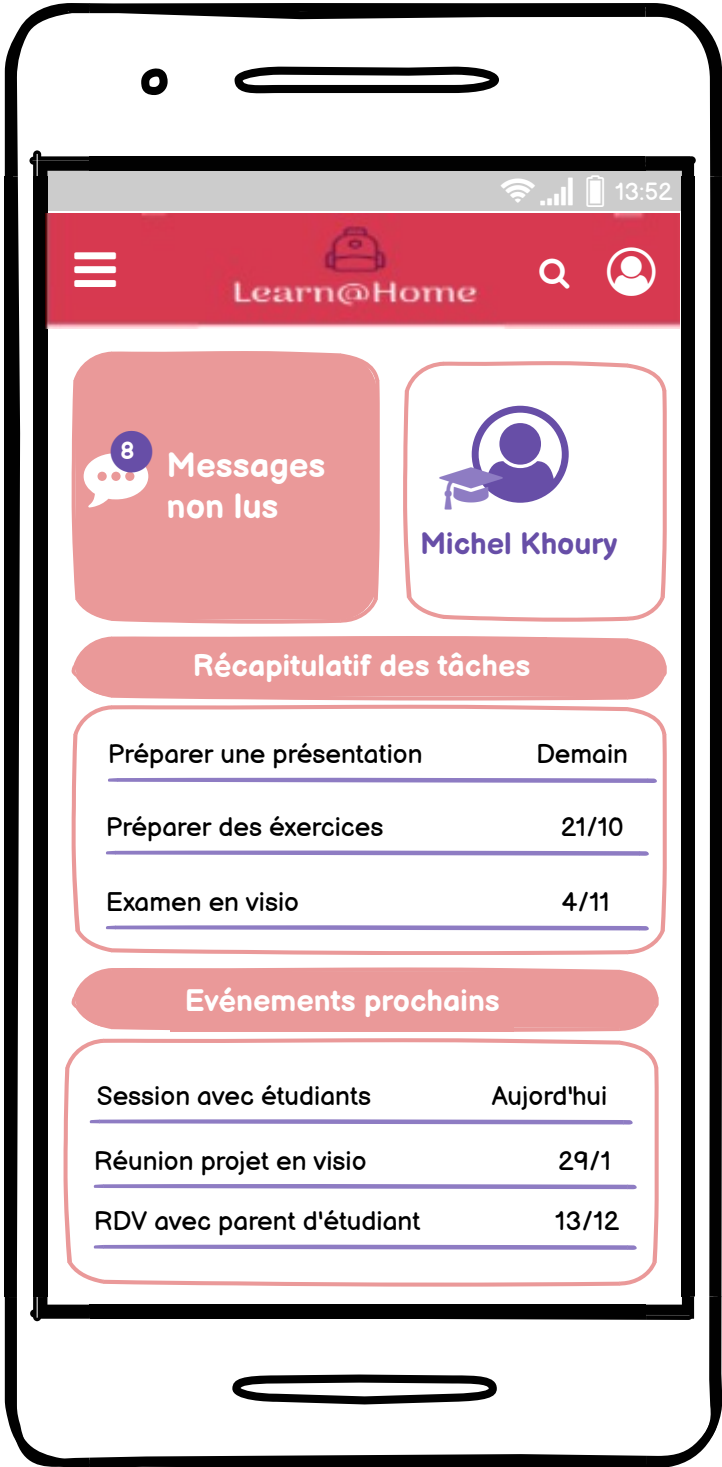 13:52
Learn@Home
8
Messages
non lus
Michel Khoury
Récapitulatif des tâches
Préparer une présentation Demain
Préparer des éxercices 21/10
Examen en visio 4/11
Evénements prochains
Session avec étudiants Aujord'hui
Réunion projet en visio 29/1
RDV avec parent d'étudiant 13/12